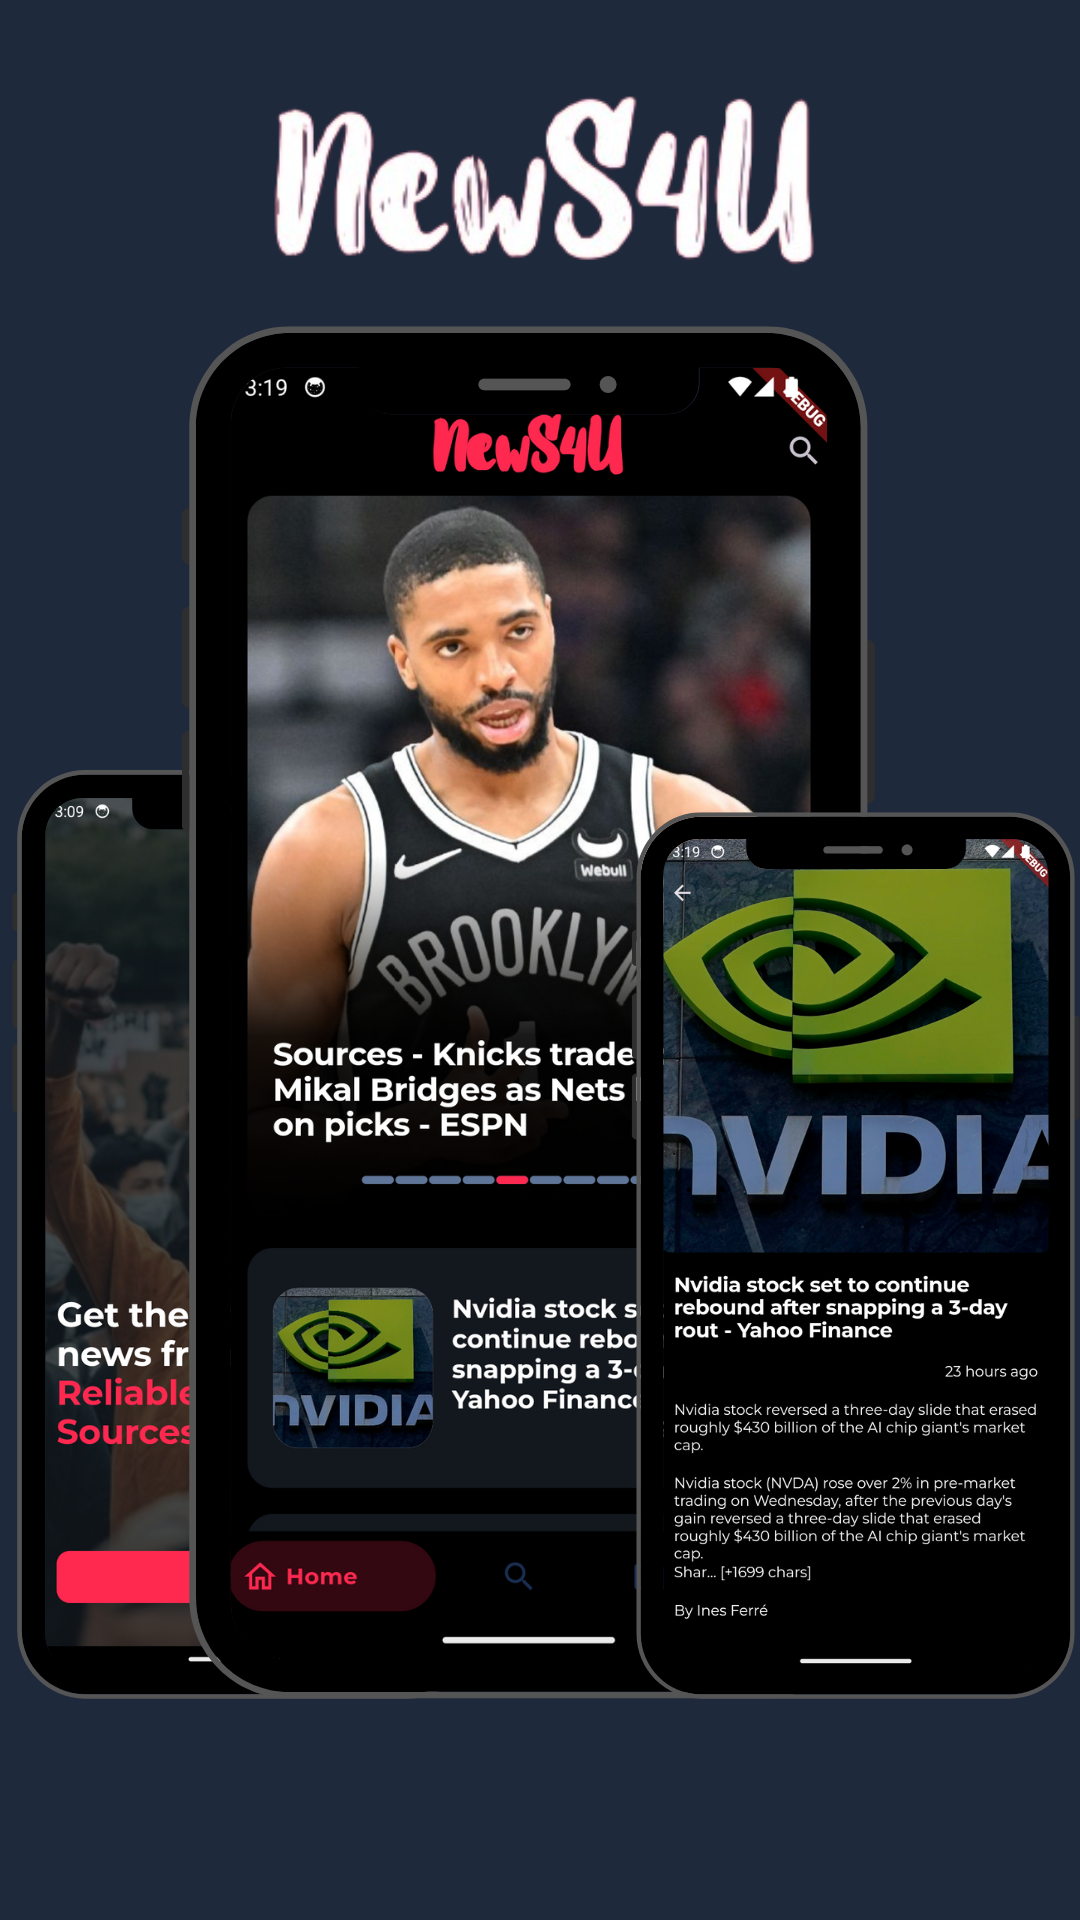 NewS4U
3:19
NewS4U
Webull
BROOKLYN
Sources - Knicks trade
Mikal Bridges as Nets
on picks - ESPN
Nvidia stock s
continue rebo
snapping a 3-
Yahoo Finance
NVIDIA
Home
3:09
Get the
news fr
Reliable
Sources
3:19
NVIDIA
Nvidia stock set to continue
rebound after snapping a 3-day
rout - Yahoo Finance
23 hours ago
Nvidia stock reversed a three-day slide that erased
roughly $430 billion of the AI chip giant's market
cap.
Nvidia stock (NVDA) rose over 2% in pre-market
trading on Wednesday, after the previous day's
gain reversed a three-day slide that erased
roughly $430 billion of the AI chip giant's market
cap.
Shar... [+1699 chars]
By Ines Ferré